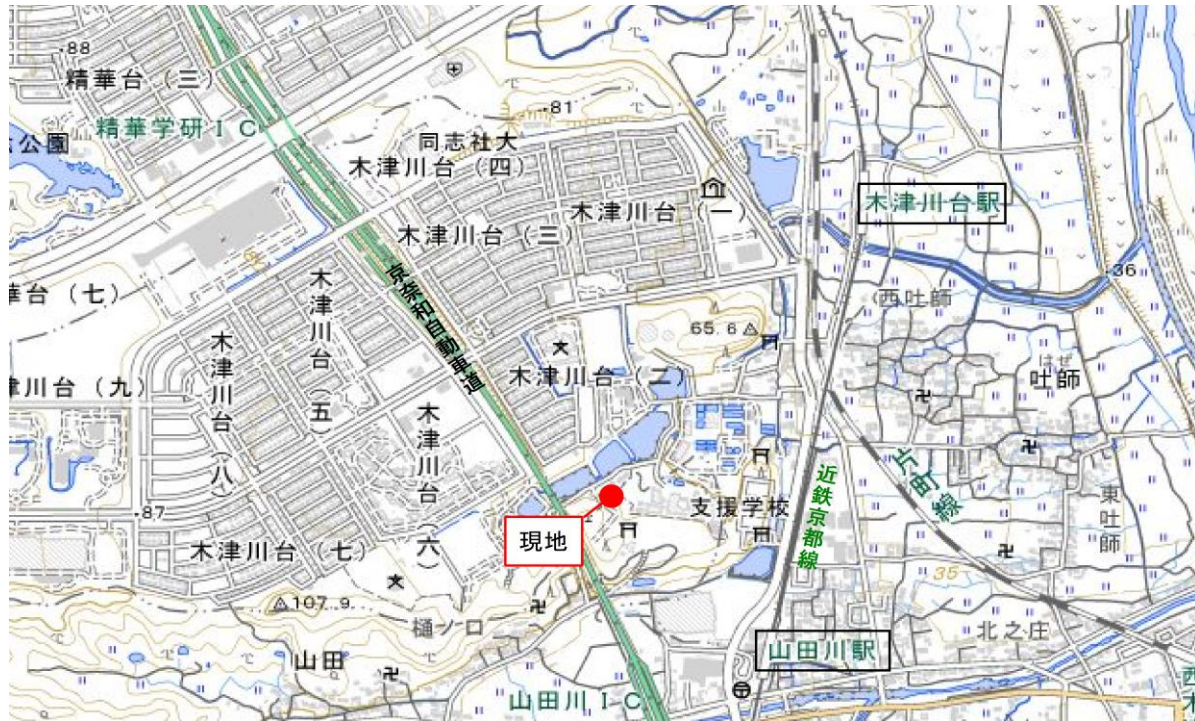 88
精華台（三）
精華学研ＩＣ
公園
81
同志社大
木津川台（四）
木津川台（一）
木津川台駅
木津川台（三）
京奈和自動車道
華台（七）
木津川台（五
36
西吐師
65.6
はぜ
吐師
木津川台（八）
木津川台（二）
津川台（九）
木津川台（六）
片町線
近鉄京都線
支援学校
東吐師
87
現地
木津川台（七）
35
107.9
樋ノ口
北之庄
山田
山田川駅
山田川ＩＣ
西
木